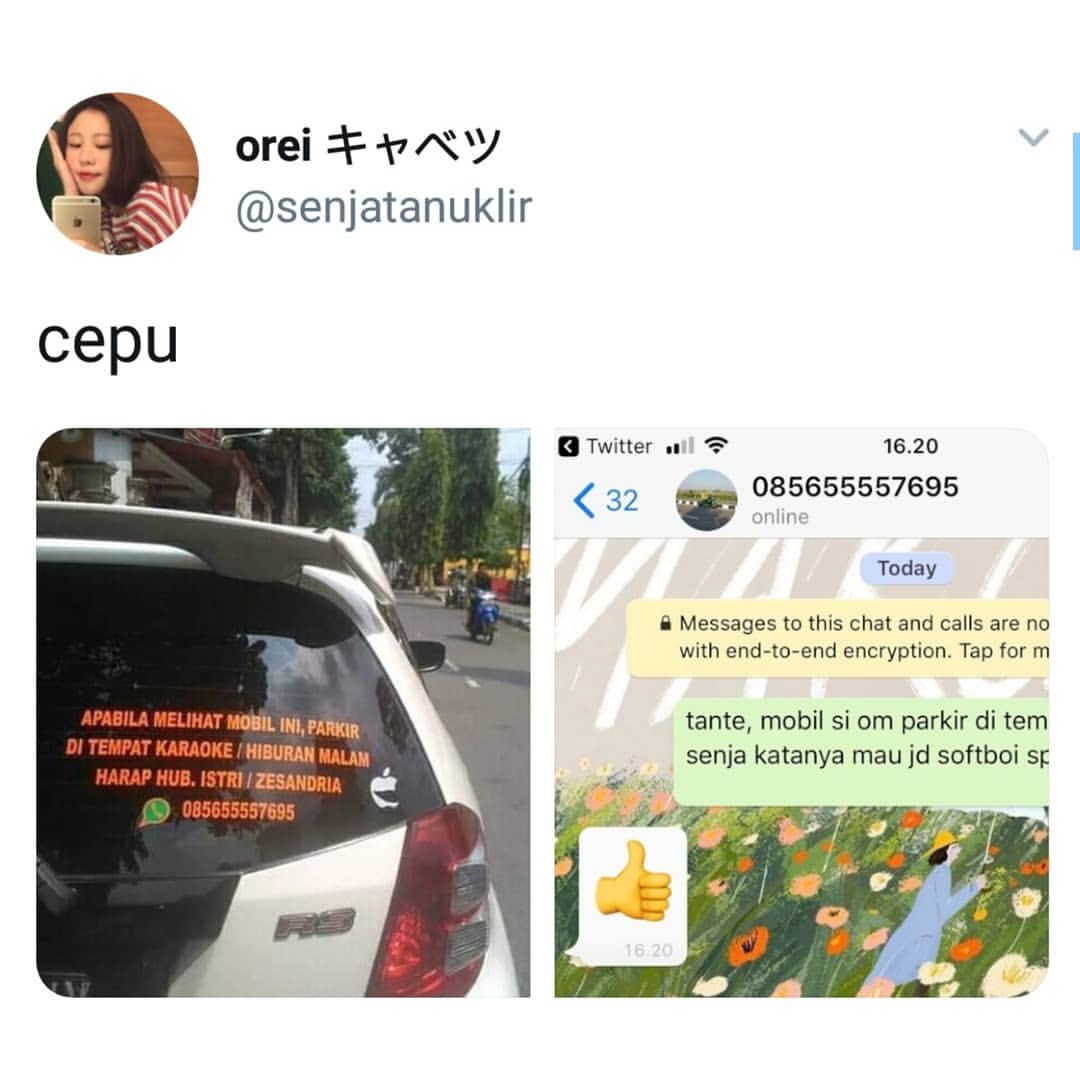 orei キャベツ
@senjatanuklir
cepu
APABILA MELIHAT MOBIL INI, PARKIR
DI TEMPAT KARAOKE / HIBURAN MALAM
HARAP HUB. ISTRI / ZESANDRIA
085655557695
RS
Twitter 16.20
32 085655557695
online
Today
Messages to this chat and calls are no
with end-to-end encryption. Tap for m
tante, mobil si om parkir di tem
senja katanya mau jd softboi sp
16.20